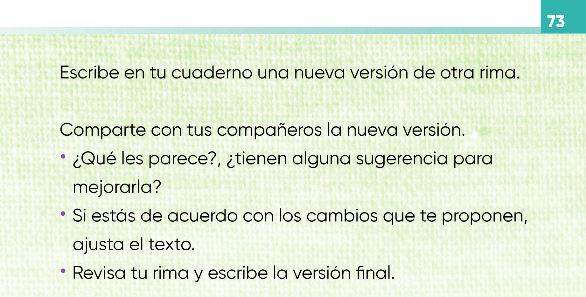 73
Escribe en tu cuaderno una nueva versión de otra rima.
Comparte con tus compañeros la nueva versión.
• ¿Qué les parece?, ¿tienen alguna sugerencia para
mejorarla?
• Si estás de acuerdo con los cambios que te proponen,
ajusta el texto.
• Revisa tu rima y escribe la versión final.